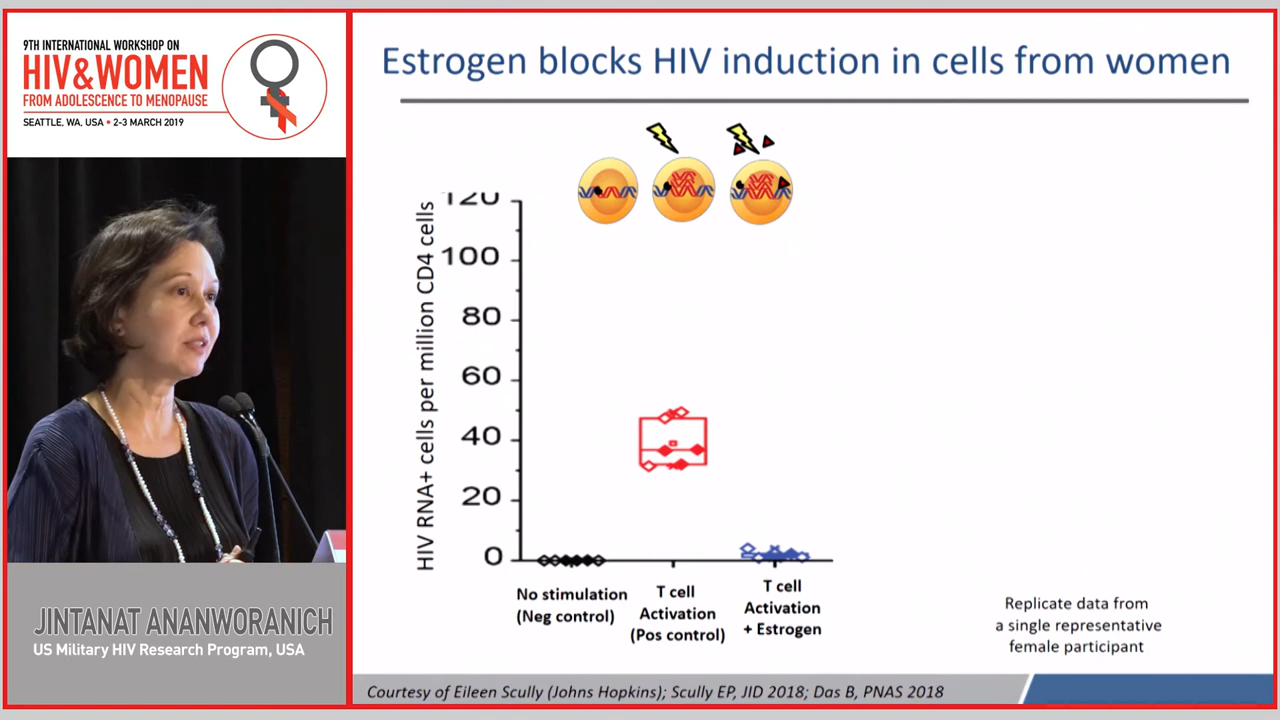 9TH INTERNATIONAL WORKSHOP ON
HIV&WOMEN
FROM ADOLESCENCE TO MENOPAUSE
SEATTLE, WA, USA • 2-3 MARCH 2019
JINTANAT ANANWORANICH
US Military HIV Research Program, USA
Estrogen blocks HIV induction in cells from women
HIV RNA+ cells per million CD4 cells
120
100
80
60
40
20
0
No stimulation
(Neg control)
T cell
Activation
(Pos control)
T cell
Activation
+ Estrogen
Replicate data from
a single representative
female participant
Courtesy of Eileen Scully (Johns Hopkins); Scully EP, JID 2018; Das B, PNAS 2018